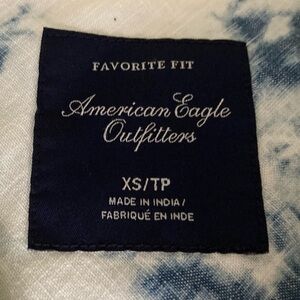 FAVORITE FIT
American Eagle
Outfitters
XS/TP
MADE IN INDIA/
FABRIQUÉ EN INDE